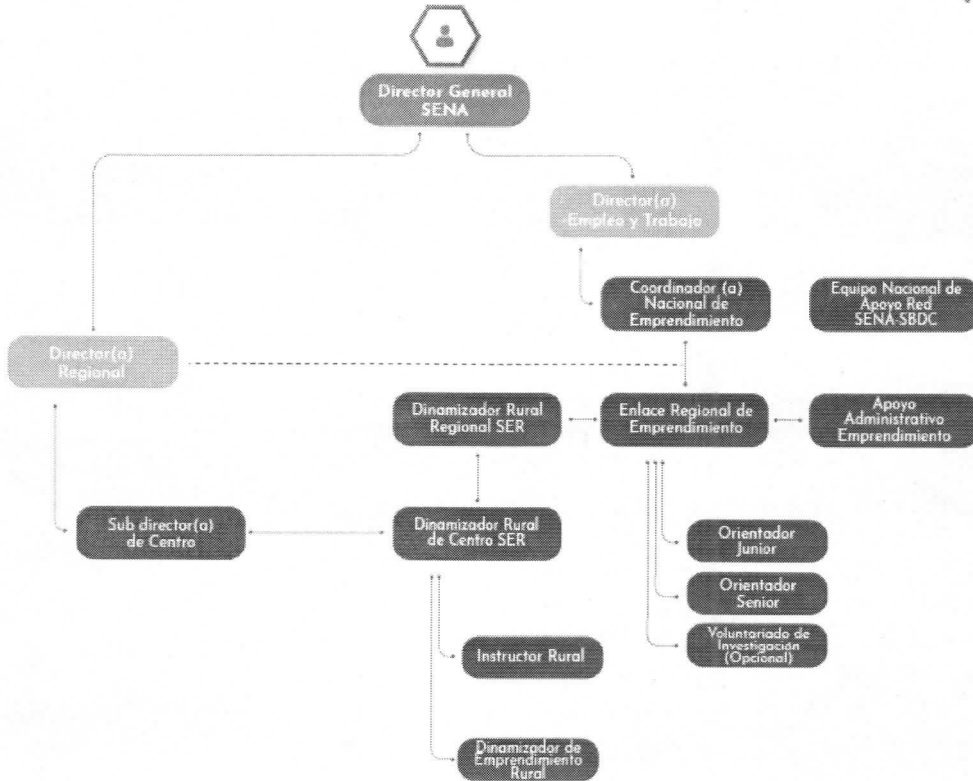 Director General
SENA
Director(a)
Empleo y Trabajo
Coordinador (a)
Nacional de
Emprendimiento
Equipo Nacional de
Apoyo Red
SENA-SBDC
Director(a)
Regional
Dinamizador Rural
Regional SER
Enlace Regional de
Emprendimiento
Apoyo
Administrativo
Emprendimiento
Sub director(a)
de Centro
Dinamizador Rural
de Centro SER
Orientador
Junior
Orientador
Senior
Voluntariado de
Investigación
(Opcional)
Instructor Rural
Dinamizador de
Emprendimiento
Rural